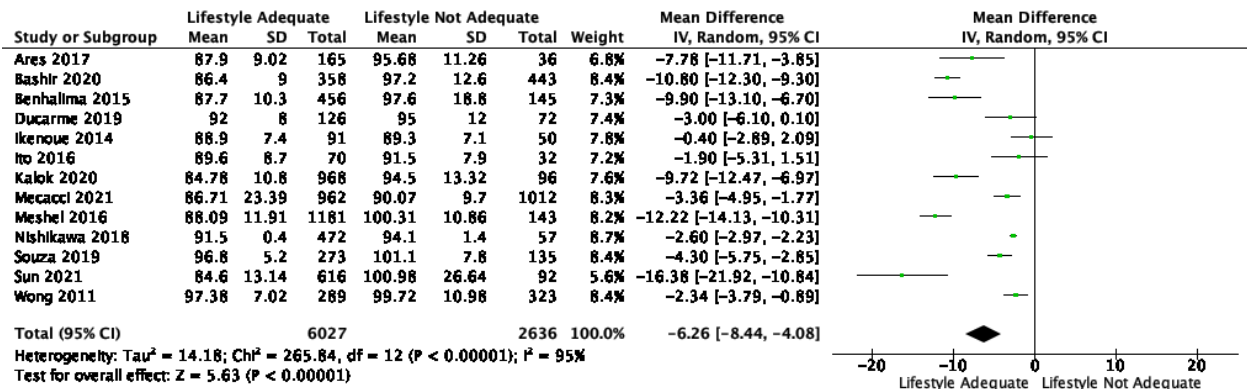 Lifestyle Adequate Lifestyle Not Adequate Mean Difference Mean Difference
Study or Subgroup Mean SD Total Mean SD Total Weight IV, Random, 95% CI IV, Random, 95% CI
Ares 2017 87.9 9.02 165 95.68 11.26 36 6.8% −7.78 [−11.71, −3.85]
Bashir 2020 86.4 9 358 97.2 12.6 443 8.4% −10.80 [−12.30, −9.30]
Benhalima 2015 87.7 10.3 456 97.6 18.8 145 7.3% −9.90 [−13.10, −6.70]
Ducarme 2019 92 8 126 95 12 72 7.4% −3.00 [−6.10, 0.10]
Ikenoue 2014 88.9 7.4 91 89.3 7.1 50 7.8% −0.40 [−2.89, 2.09]
Ito 2016 89.6 8.7 70 91.5 7.9 32 7.2% −1.90 [−5.31, 1.51]
Kalok 2020 84.78 10.8 968 94.5 13.32 96 7.6% −9.72 [−12.47, −6.97]
Mecacci 2021 86.71 23.39 962 90.07 9.7 1012 8.3% −3.36 [−4.95, −1.77]
Meshel 2016 88.09 11.91 1181 100.31 10.86 143 8.2% −12.22 [−14.13, −10.31]
Nishikawa 2018 91.5 0.4 472 94.1 1.4 57 8.7% −2.60 [−2.97, −2.23]
Souza 2019 96.8 5.2 273 101.1 7.8 135 8.4% −4.30 [−5.75, −2.85]
Sun 2021 84.6 13.14 616 100.98 26.64 92 5.6% −16.38 [−21.92, −10.84]
Wong 2011 97.38 7.02 289 99.72 10.98 323 8.4% −2.34 [−3.79, −0.89]
Total (95% CI) 6027 2636 100.0% −6.26 [−8.44, −4.08]
Heterogeneity: Tau² = 14.18; Chi² = 265.84, df = 12 (P < 0.00001); I² = 95%
Test for overall effect: Z = 5.63 (P < 0.00001)
−20 −10 0 10 20
Lifestyle Adequate Lifestyle Not Adequate